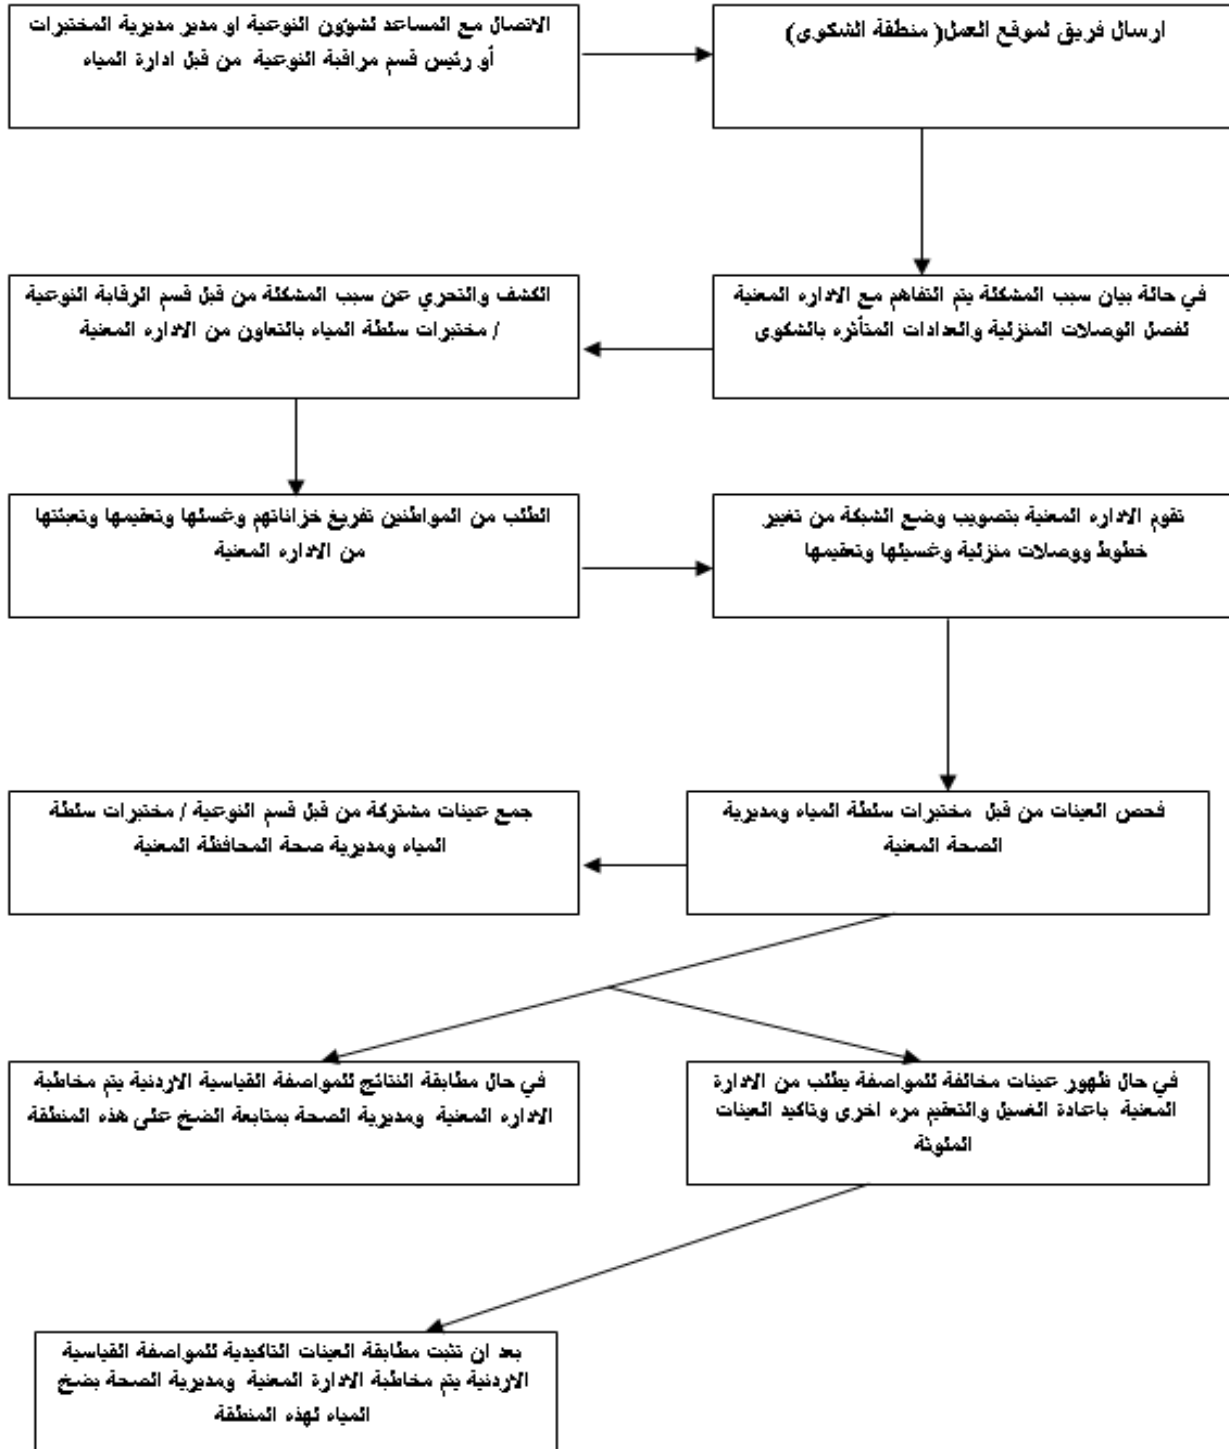 الاتصال مع المساعد لشؤون النوعية او مدير مديرية المختبرات
أو رئيس قسم مراقبة النوعية من قبل ادارة المياه
ارسال فريق لموقع العمل( منطقة الشكوى)
في حالة بيان سبب المشكلة يتم التفاهم مع الاداره المعنية
لفصل الوصلات المنزلية والعدادات المتأثره بالشكوى
الكشف والتحري عن سبب المشكلة من قبل قسم الرقابة النوعية
/ مختبرات سلطة المياه بالتعاون من الاداره المعنية
الطلب من المواطنين تفريغ خزاناتهم وغسلها وتعقيمها وتعبئتها
من الاداره المعنية
تقوم الاداره المعنية بتصويب وضع الشبكة من تغير
خطوط ووصلات منزلية وغسيلها وتعقيمها
فحص العينات من قبل مختبرات سلطة المياه ومديرية
الصحة المعنية
جمع عينات مشتركة من قبل قسم النوعية / مختبرات سلطة
المياه ومديرية صحة المحافظة المعنية
في حال ظهور عينات مخالفة للمواصفة يطلب من الادارة
المعنية باعادة الغسيل والتعقيم مره اخرى وتاكيد العينات
الملوثة
في حال مطابقة النتائج للمواصفة القياسية الاردنية يتم مخاطبة
الاداره المعنية ومديرية الصحة بمتابعة الضخ على هذه المنطقة
بعد ان تثبت مطابقة العينات التاكيدية للمواصفة القياسية
الاردنية يتم مخاطبة الادارة المعنية ومديرية الصحة بضخ
المياه لهذه المنطقة